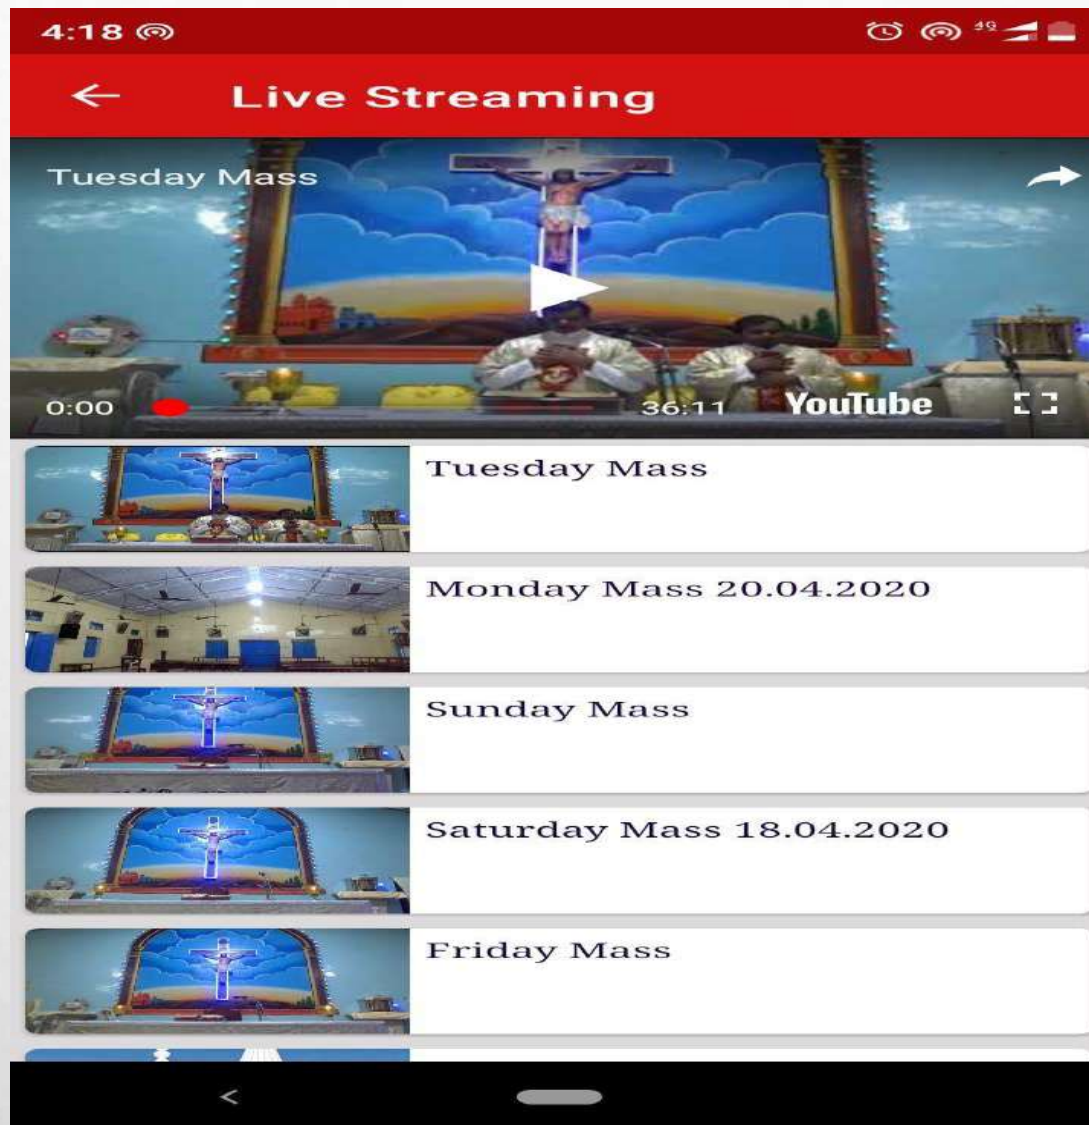 4:18
4G
Live Streaming
Tuesday Mass
0:00
36:11
YouTube
Tuesday Mass
Monday Mass 20.04.2020
Sunday Mass
Saturday Mass 18.04.2020
Friday Mass